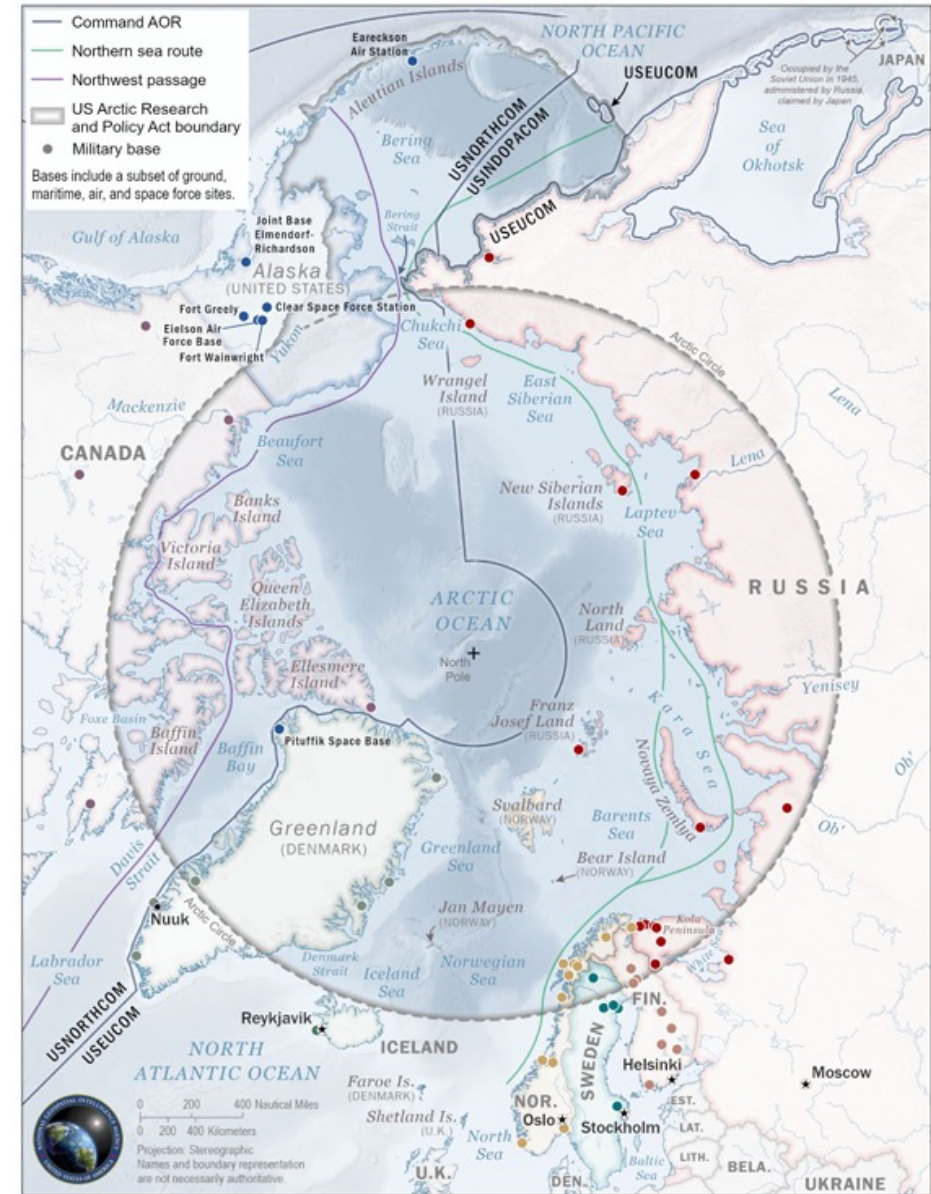 Command AOR
Northern sea route
Northwest passage
US Arctic Research
and Policy Act boundary
Military base
Bases include a subset of ground,
maritime, air, and space force sites.
Eareckson
Air Station
Aleutian Islands
NORTH PACIFIC
OCEAN
USEUCOM
JAPAN
Occupied by the
Soviet Union in 1945,
administered by Russia,
claimed by Japan
Sea
of
Okhotsk
Bering
Sea
USNORTHCOM
USINDOPACOM
USEUCOM
Bering
Strait
Gulf of Alaska
Joint Base
Elmendorf-
Richardson
Alaska
(UNITED STATES)
Fort Greely
Clear Space Force Station
Eielson Air
Force Base
Fort Wainwright
Yukon
Chukchi
Sea
Arctic Circle
Wrangel
Island
(RUSSIA)
East
Siberian
Sea
Lena
Mackenzie
CANADA
Beaufort
Sea
Lena
New Siberian
Islands
(RUSSIA)
Laptev
Sea
Banks
Island
Victoria
Island
Queen
Elizabeth
Islands
ARCTIC
OCEAN
RUSSIA
North
Land
(RUSSIA)
North
Pole
Ellesmere
Island
Yenisey
Foxe Basin
Baffin
Island
Baffin
Bay
Pituffik Space Base
Franz
Josef Land
(RUSSIA)
Kara Sea
Novaya Zemlya
Ob'
Svalbard
(NORWAY)
Barents
Sea
Ob'
Greenland
(DENMARK)
Greenland
Sea
Bear Island
(NORWAY)
Davis
Strait
Jan Mayen
(NORWAY)
Nuuk
Arctic Circle
Kola
Peninsula
White Sea
Labrador
Sea
Denmark
Strait
Iceland
Sea
Norwegian
Sea
FIN.
USNORTHCOM
USEUCOM
Reykjavik
ICELAND
NORTH
ATLANTIC OCEAN
SWEDEN
Helsinki
Moscow
Faroe Is.
(DENMARK)
Shetland Is.
(U.K.)
NOR.
Oslo
Stockholm
EST.
LAT.
LITH.
BELA.
North
Sea
Baltic
Sea
U.K.
DEN.
UKRAINE
0 200 400 Nautical Miles
0 200 400 Kilometers
Projection: Stereographic
Names and boundary representation
are not necessarily authoritative.